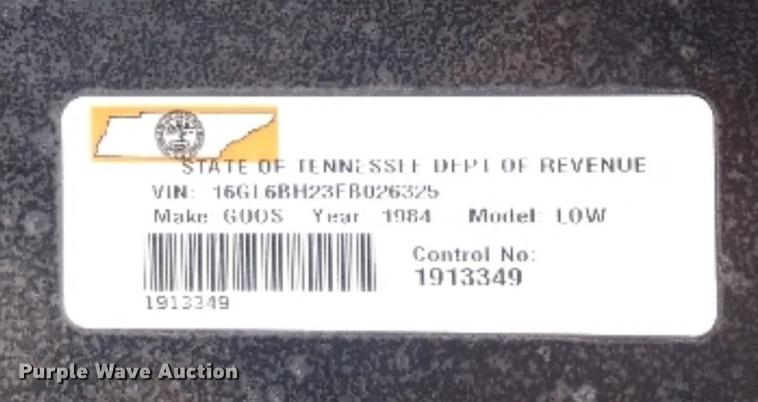 STATE OF TENNESSEE DEPT OF REVENUE
VIN: 16GL6BH23FB026325
Make GOOS Year 1984 Model: LOW
Control No:
1913349
1913349
Purple Wave Auction